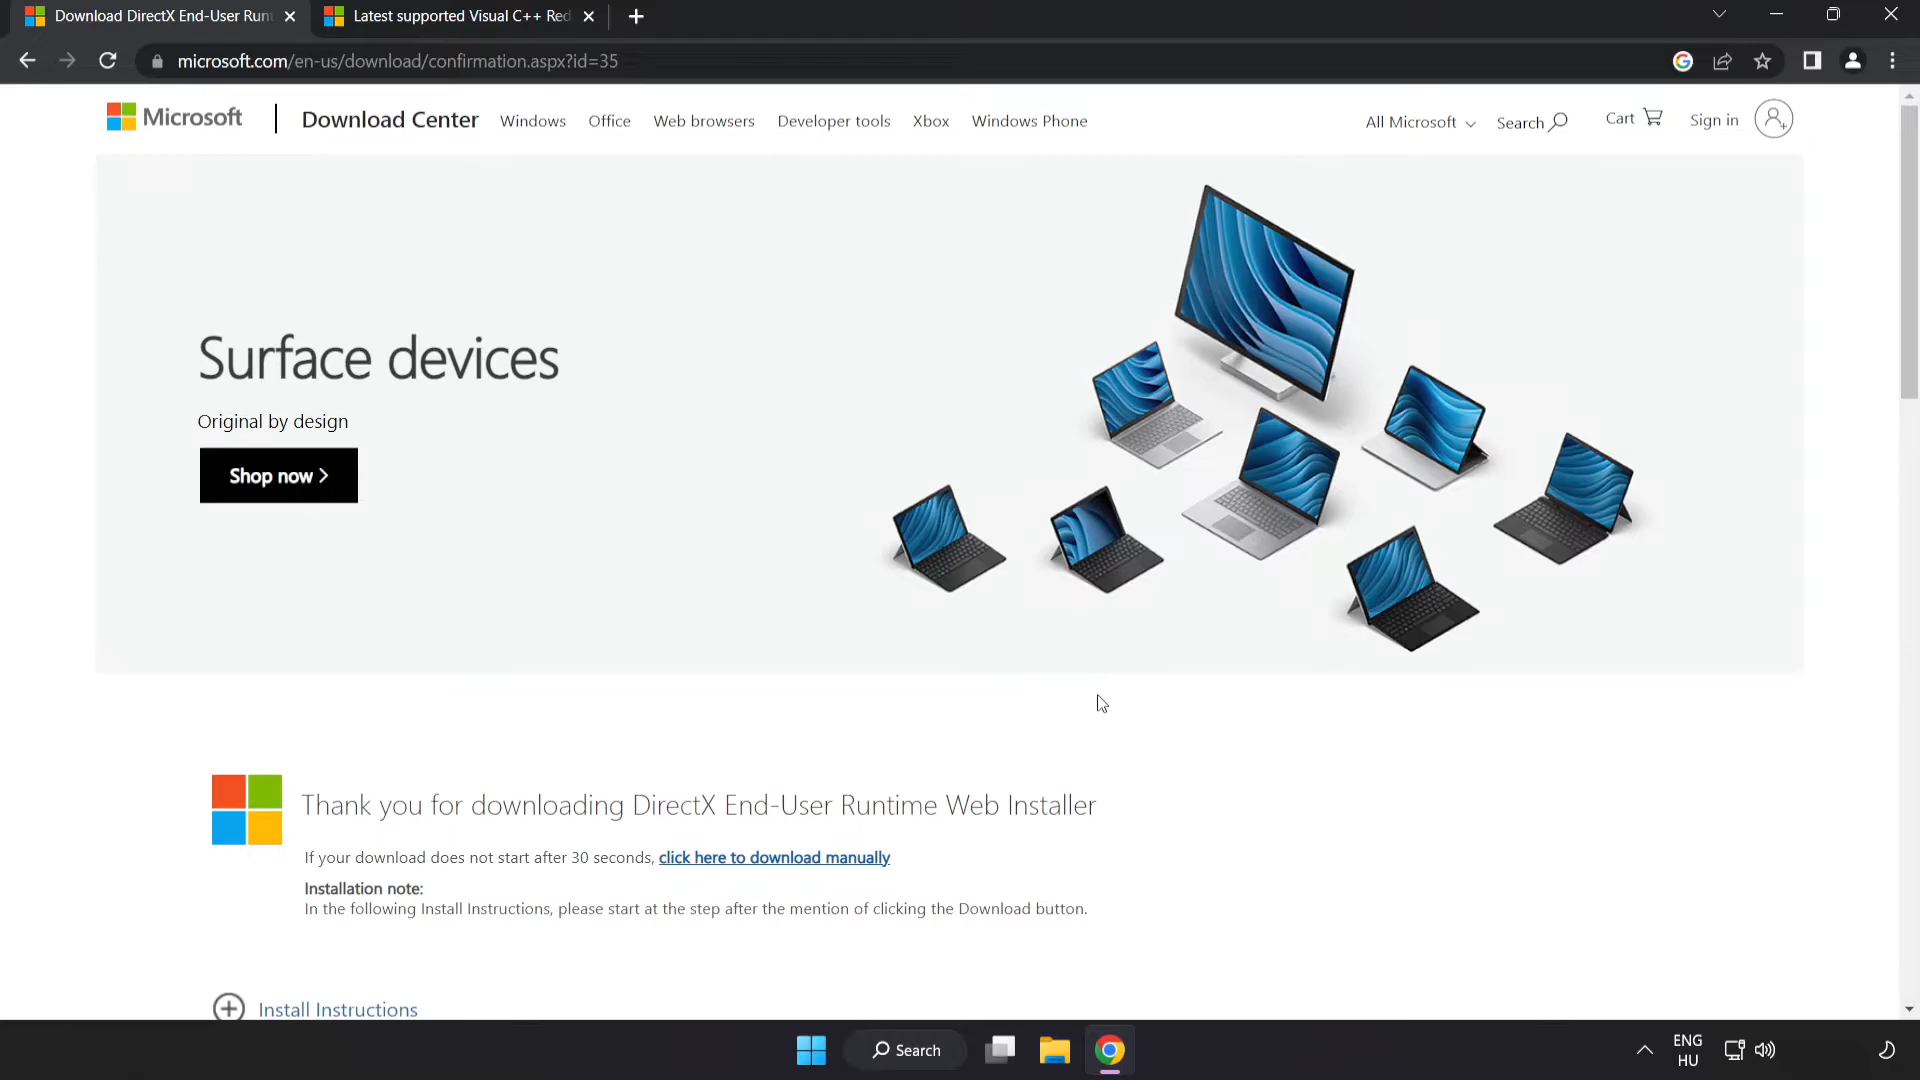 Download DirectX End-User Run
Latest supported Visual C++ Red
microsoft.com/en-us/download/confirmation.aspx?id=35
Microsoft
Download Center
Windows
Office
Web browsers
Developer tools
Xbox
Windows Phone
All Microsoft
Search
Cart
Sign in
Surface devices
Original by design
Shop now
Thank you for downloading DirectX End-User Runtime Web Installer
If your download does not start after 30 seconds, click here to download manually
Installation note:
In the following Install Instructions, please start at the step after the mention of clicking the Download button.
Install Instructions
Search
ENG
HU